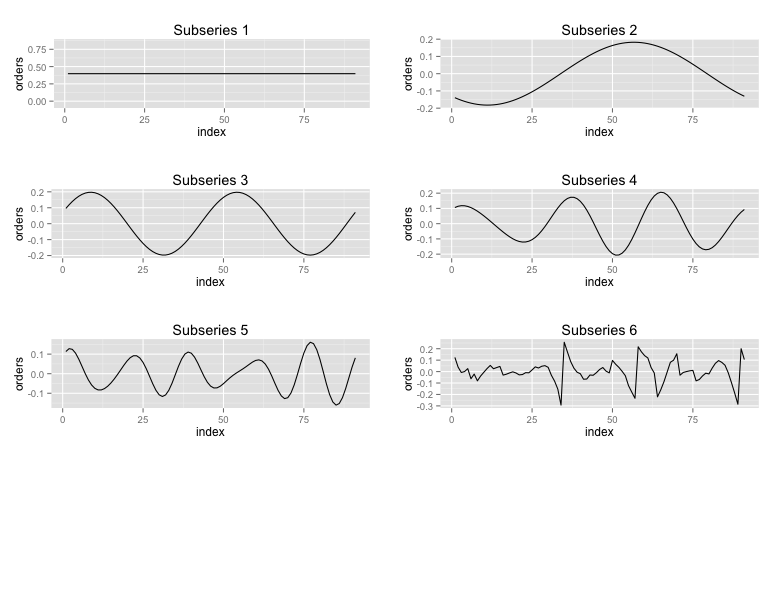 Subseries 1
0.75
0.50
0.25
0.00
orders
0 25 50 75
index
Subseries 2
0.2
0.1
0.0
-0.1
-0.2
orders
0 25 50 75
index
Subseries 3
0.2
0.1
0.0
-0.1
-0.2
orders
0 25 50 75
index
Subseries 4
0.2
0.1
0.0
-0.1
-0.2
orders
0 25 50 75
index
Subseries 5
0.1
0.0
-0.1
orders
0 25 50 75
index
Subseries 6
0.2
0.1
0.0
-0.1
-0.2
-0.3
orders
0 25 50 75
index